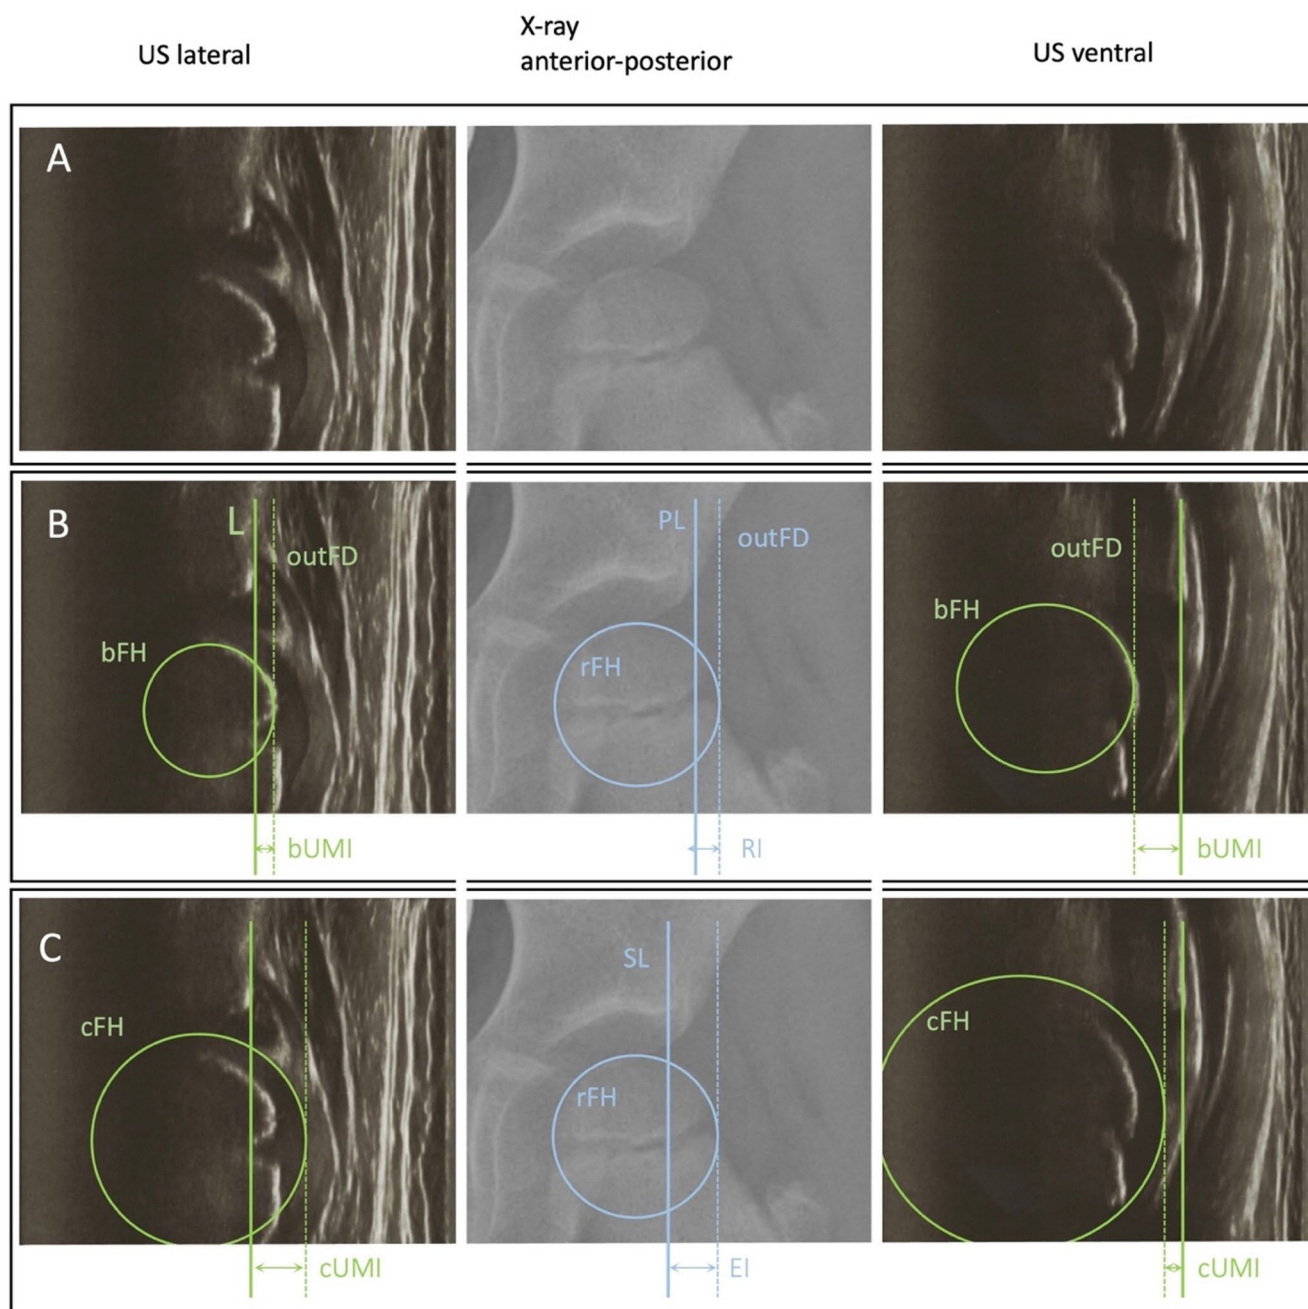 US lateral
X-ray
anterior-posterior
US ventral
A
B
L
outFD
bFH
bUMI
PL
outFD
rFH
RI
outFD
bFH
bUMI
C
cFH
cUMI
SL
rFH
EI
cFH
cUMI